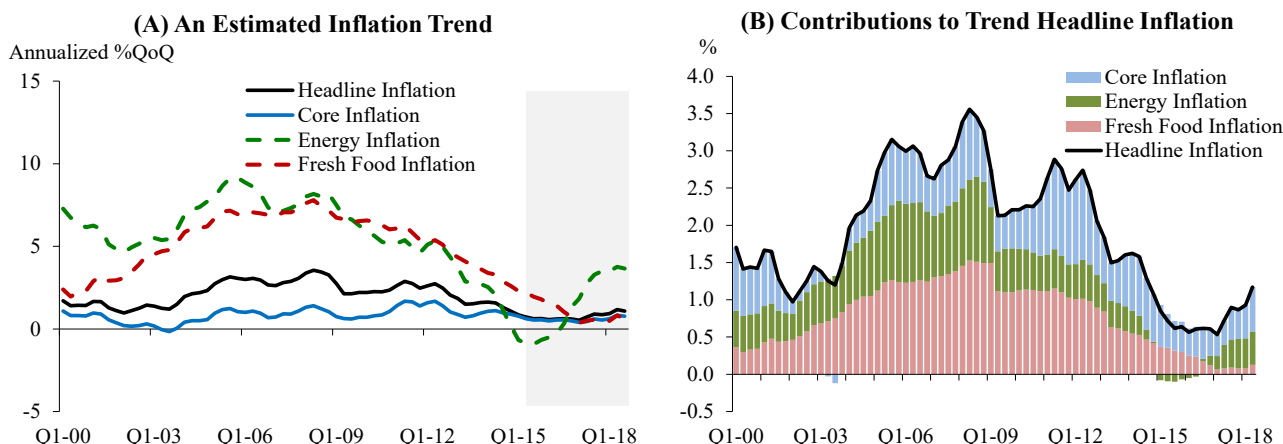 (A) An Estimated Inflation Trend
Annualized %QoQ
15
10
5
0
-5
Headline Inflation
Core Inflation
Energy Inflation
Fresh Food Inflation
Q1-00
Q1-03
Q1-06
Q1-09
Q1-12
Q1-15
Q1-18
(B) Contributions to Trend Headline Inflation
%
4.0
3.5
3.0
2.5
2.0
1.5
1.0
0.5
0.0
-0.5
Core Inflation
Energy Inflation
Fresh Food Inflation
Headline Inflation
Q1-00
Q1-03
Q1-06
Q1-09
Q1-12
Q1-15
Q1-18